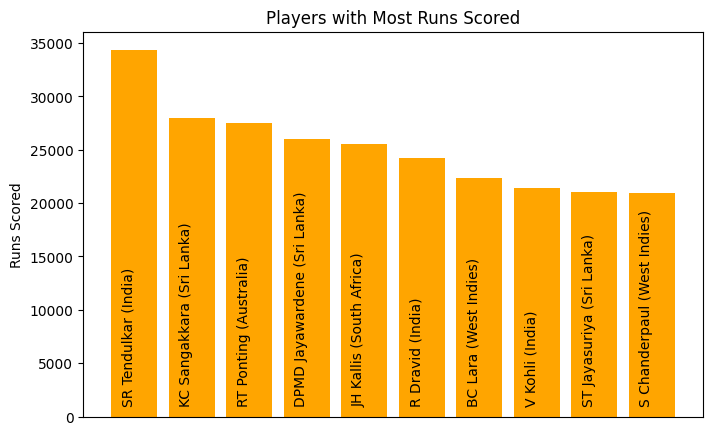 Players with Most Runs Scored
35000
30000
25000
20000
15000
10000
5000
0
Runs Scored
SR Tendulkar (India)
KC Sangakkara (Sri Lanka)
RT Ponting (Australia)
DPMD Jayawardene (Sri Lanka)
JH Kallis (South Africa)
R Dravid (India)
BC Lara (West Indies)
V Kohli (India)
ST Jayasuriya (Sri Lanka)
S Chanderpaul (West Indies)